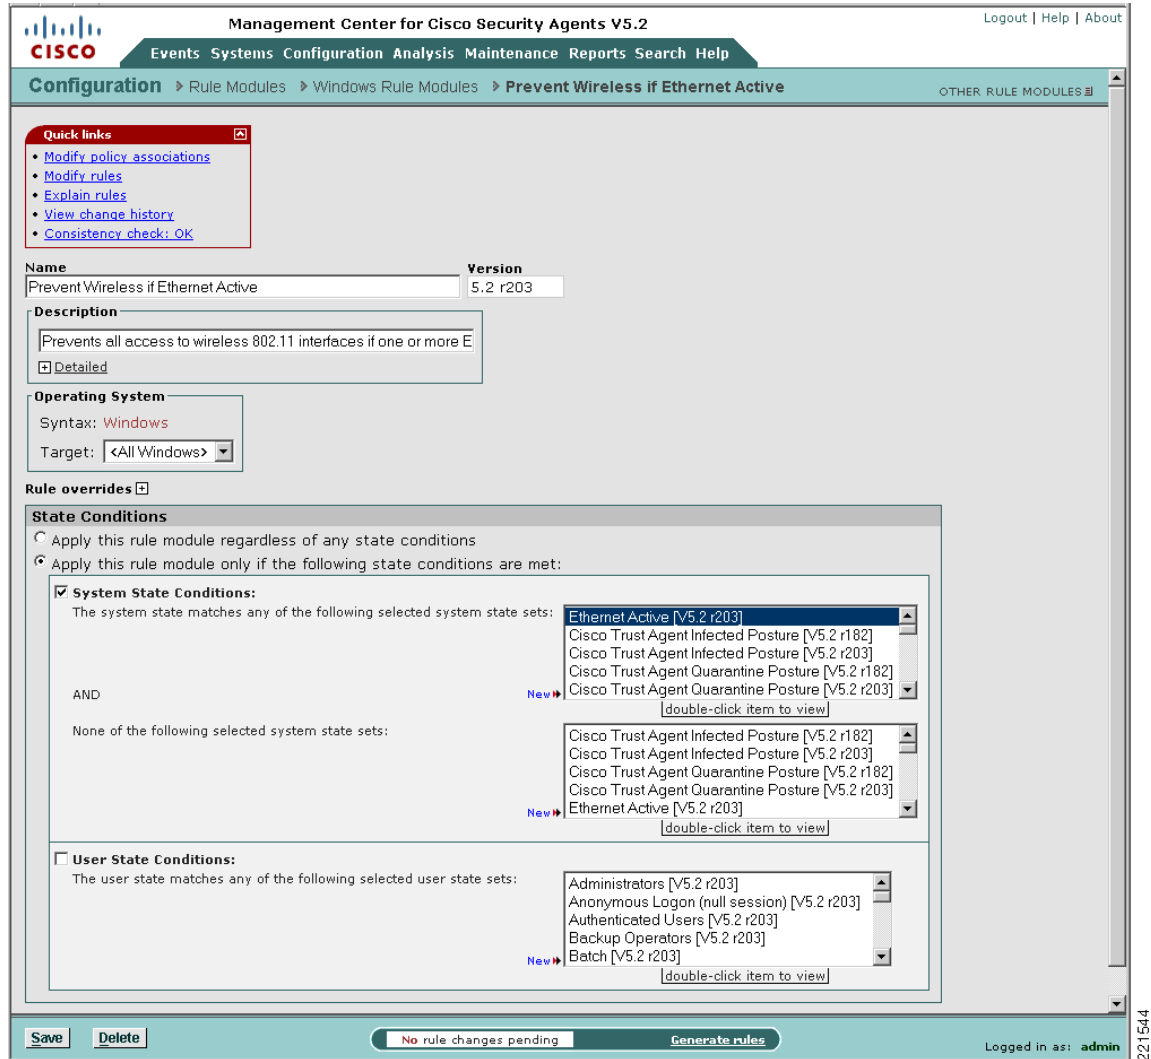 Management Center for Cisco Security Agents V5.2
Logout | Help | About
CISCO
Events Systems Configuration Analysis Maintenance Reports Search Help
Configuration > Rule Modules > Windows Rule Modules > Prevent Wireless if Ethernet Active
OTHER RULE MODULES
Quick links
• Modify policy associations
• Modify rules
• Explain rules
• View change history
• Consistency check: OK
Name
Version
Prevent Wireless if Ethernet Active
5.2 r203
Description
Prevents all access to wireless 802.11 interfaces if one or more E
Detailed
Operating System
Syntax: Windows
Target: <All Windows>
Rule overrides
State Conditions
Apply this rule module regardless of any state conditions
Apply this rule module only if the following state conditions are met:
System State Conditions:
The system state matches any of the following selected system state sets:
Ethernet Active [V5.2 r203]
Cisco Trust Agent Infected Posture [V5.2 r182]
Cisco Trust Agent Infected Posture [V5.2 r203]
Cisco Trust Agent Quarantine Posture [V5.2 r182]
Cisco Trust Agent Quarantine Posture [V5.2 r203]
AND
New
double-click item to view
None of the following selected system state sets:
Cisco Trust Agent Infected Posture [V5.2 r182]
Cisco Trust Agent Infected Posture [V5.2 r203]
Cisco Trust Agent Quarantine Posture [V5.2 r182]
Cisco Trust Agent Quarantine Posture [V5.2 r203]
Ethernet Active [V5.2 r203]
New
double-click item to view
User State Conditions:
The user state matches any of the following selected user state sets:
Administrators [V5.2 r203]
Anonymous Logon (null session) [V5.2 r203]
Authenticated Users [V5.2 r203]
Backup Operators [V5.2 r203]
Batch [V5.2 r203]
New
double-click item to view
Save
Delete
No rule changes pending
Generate rules
Logged in as: admin
221544